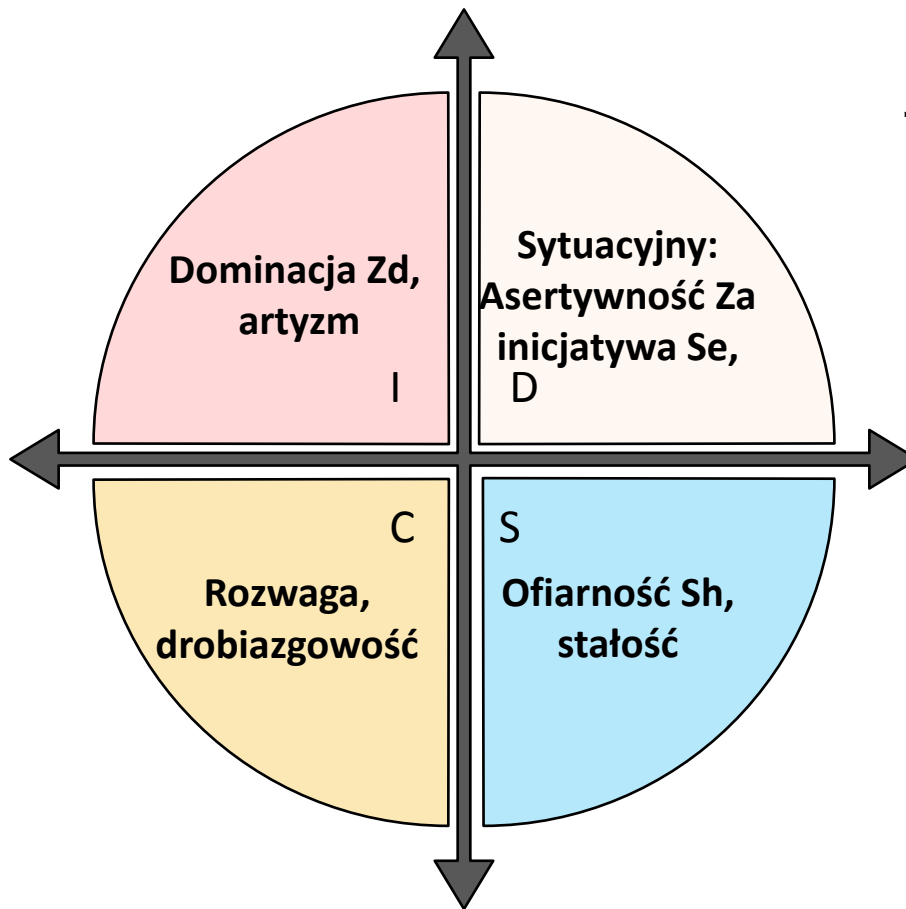 Dominacja Zd,
artyzm
I
Sytuacyjny:
Asertywność Za
inicjatywa Se,
D
C
Rozwaga,
drobiazgowość
S
Ofiarność Sh,
stałość